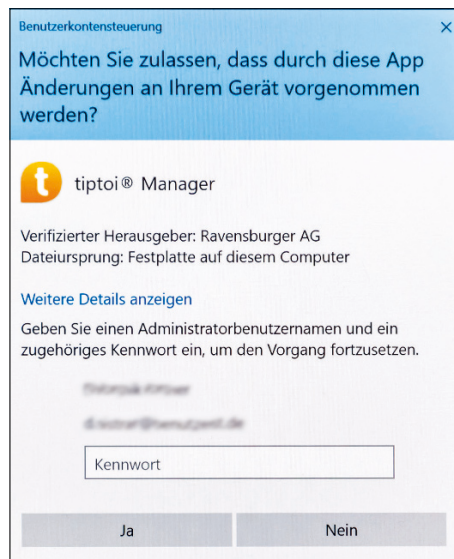 Benutzerkontensteuerung
Möchten Sie zulassen, dass durch diese App
Änderungen an Ihrem Gerät vorgenommen
werden?
t
tiptoi® Manager
Verifizierter Herausgeber: Ravensburger AG
Dateiursprung: Festplatte auf diesem Computer
Weitere Details anzeigen
Geben Sie einen Administratorbenutzernamen und ein
zugehöriges Kennwort ein, um den Vorgang fortzusetzen.
Kennwort
Ja
Nein